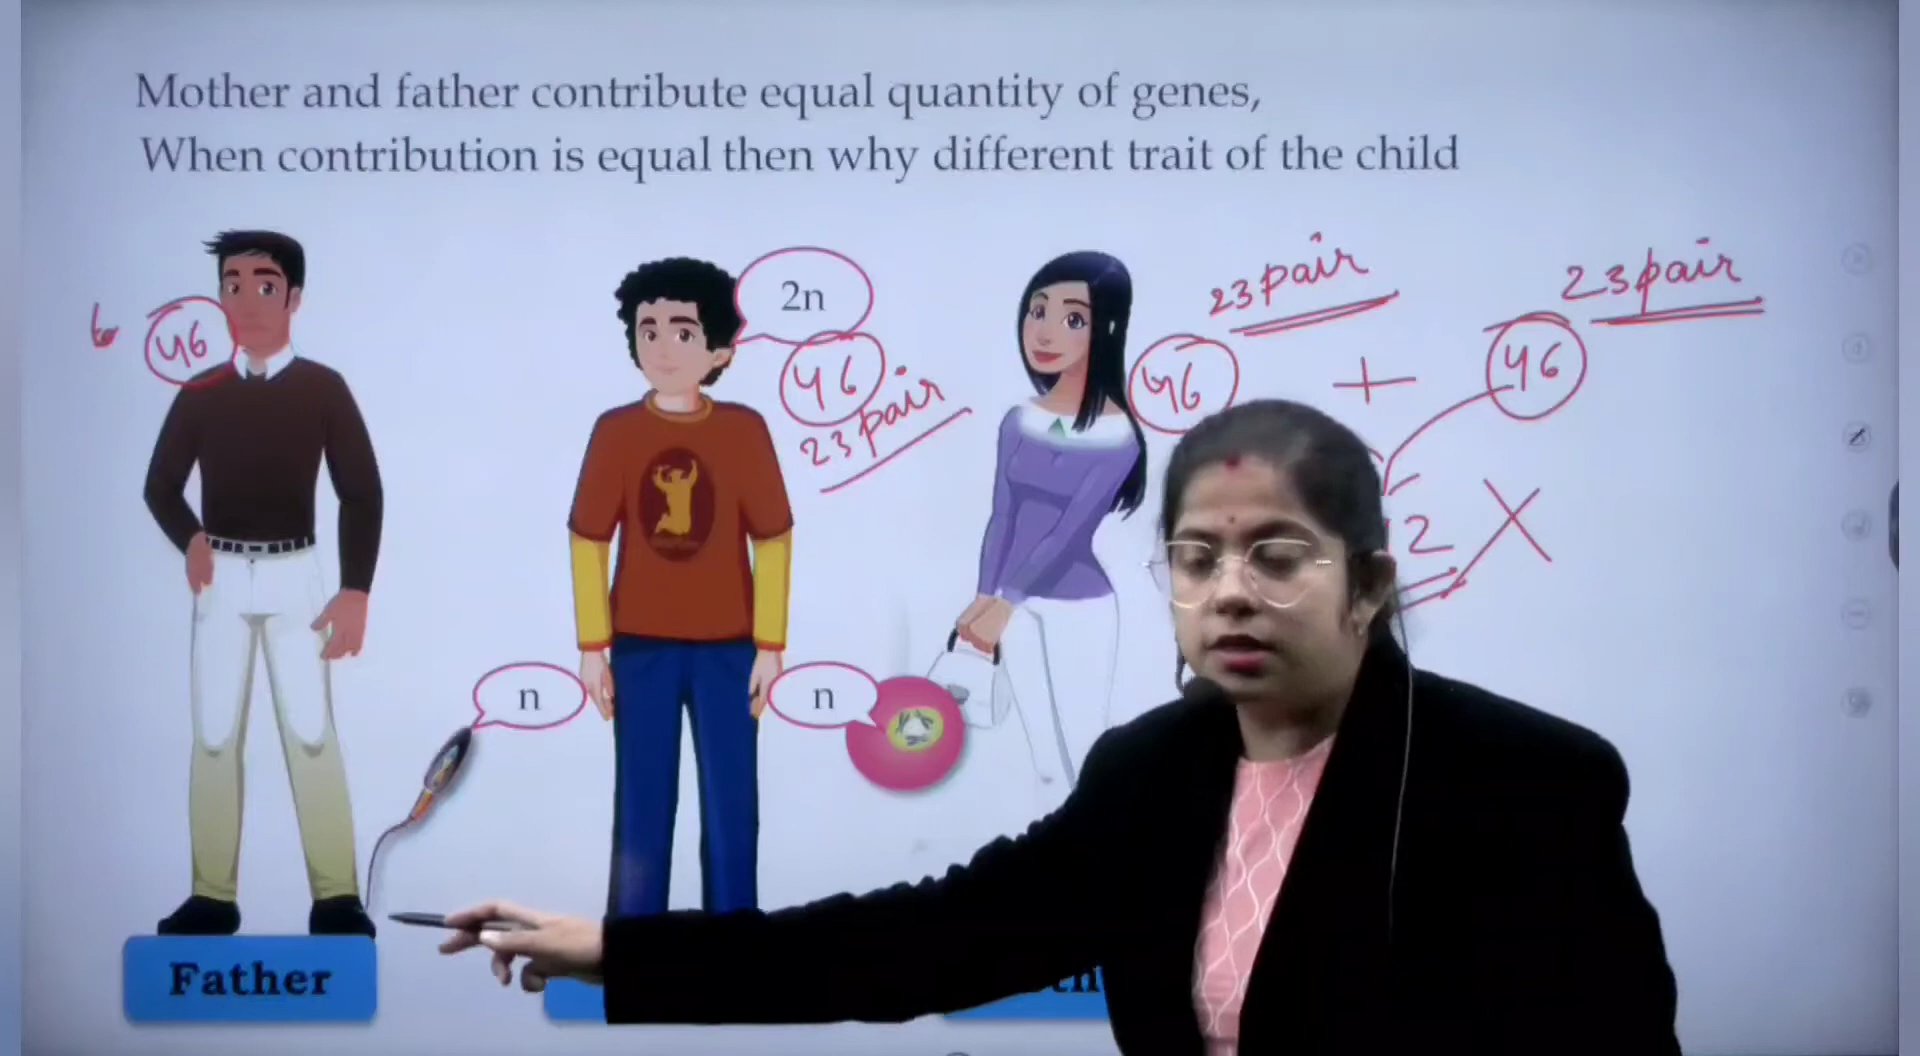 Mother and father contribute equal quantity of genes,
When contribution is equal then why different trait of the child
23 pair
23 pair
2n
46
46
23 pair
46
+
46
2 X
n
n
Father